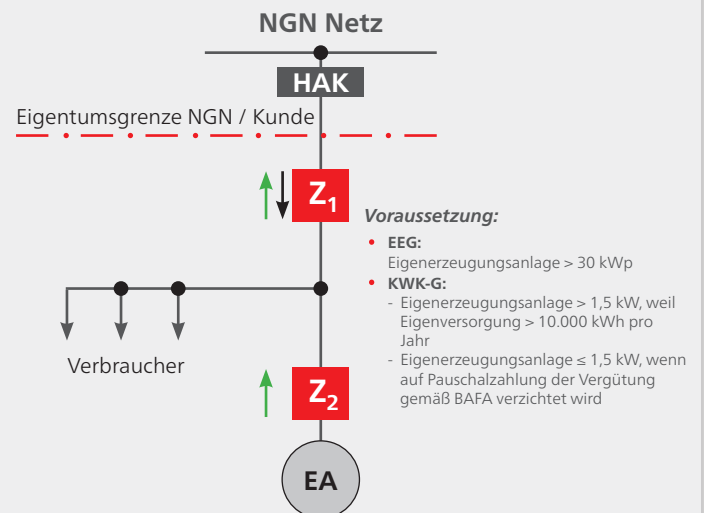 NGN Netz
HAK
Eigentumsgrenze NGN / Kunde
Z1
Voraussetzung:
• EEG:
Eigenerzeugungsanlage > 30 kWp
• KWK-G:
- Eigenerzeugungsanlage > 1,5 kW, weil
Eigenversorgung > 10.000 kWh pro
Jahr
- Eigenerzeugungsanlage ≤ 1,5 kW, wenn
auf Pauschalzahlung der Vergütung
gemäß BAFA verzichtet wird
Verbraucher
Z2
EA